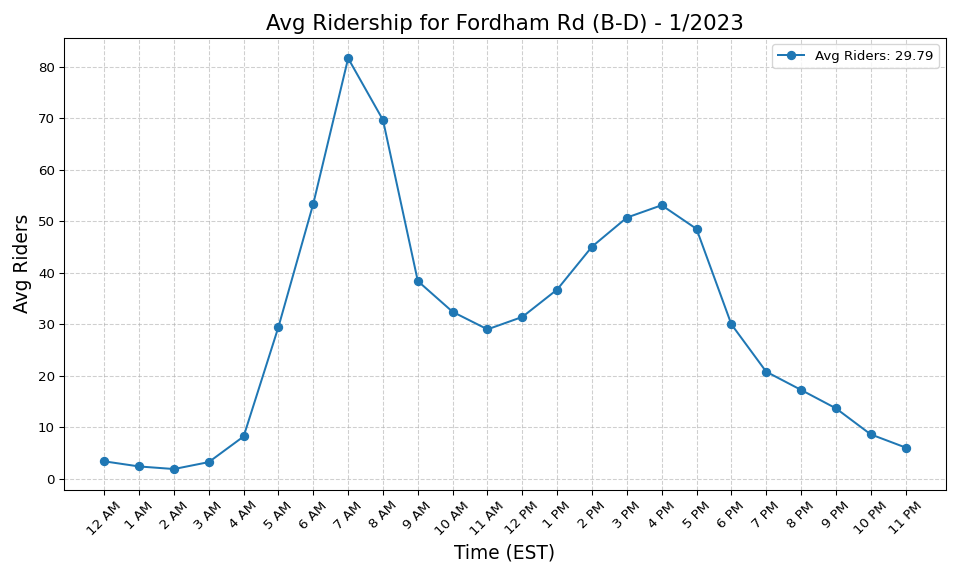 Avg Ridership for Fordham Rd (B-D) - 1/2023
Avg Riders: 29.79
Avg Riders
80
70
60
50
40
30
20
10
0
12 AM
1 AM
2 AM
3 AM
4 AM
5 AM
6 AM
7 AM
8 AM
9 AM
10 AM
11 AM
12 PM
1 PM
2 PM
3 PM
4 PM
5 PM
6 PM
7 PM
8 PM
9 PM
10 PM
11 PM
Time (EST)